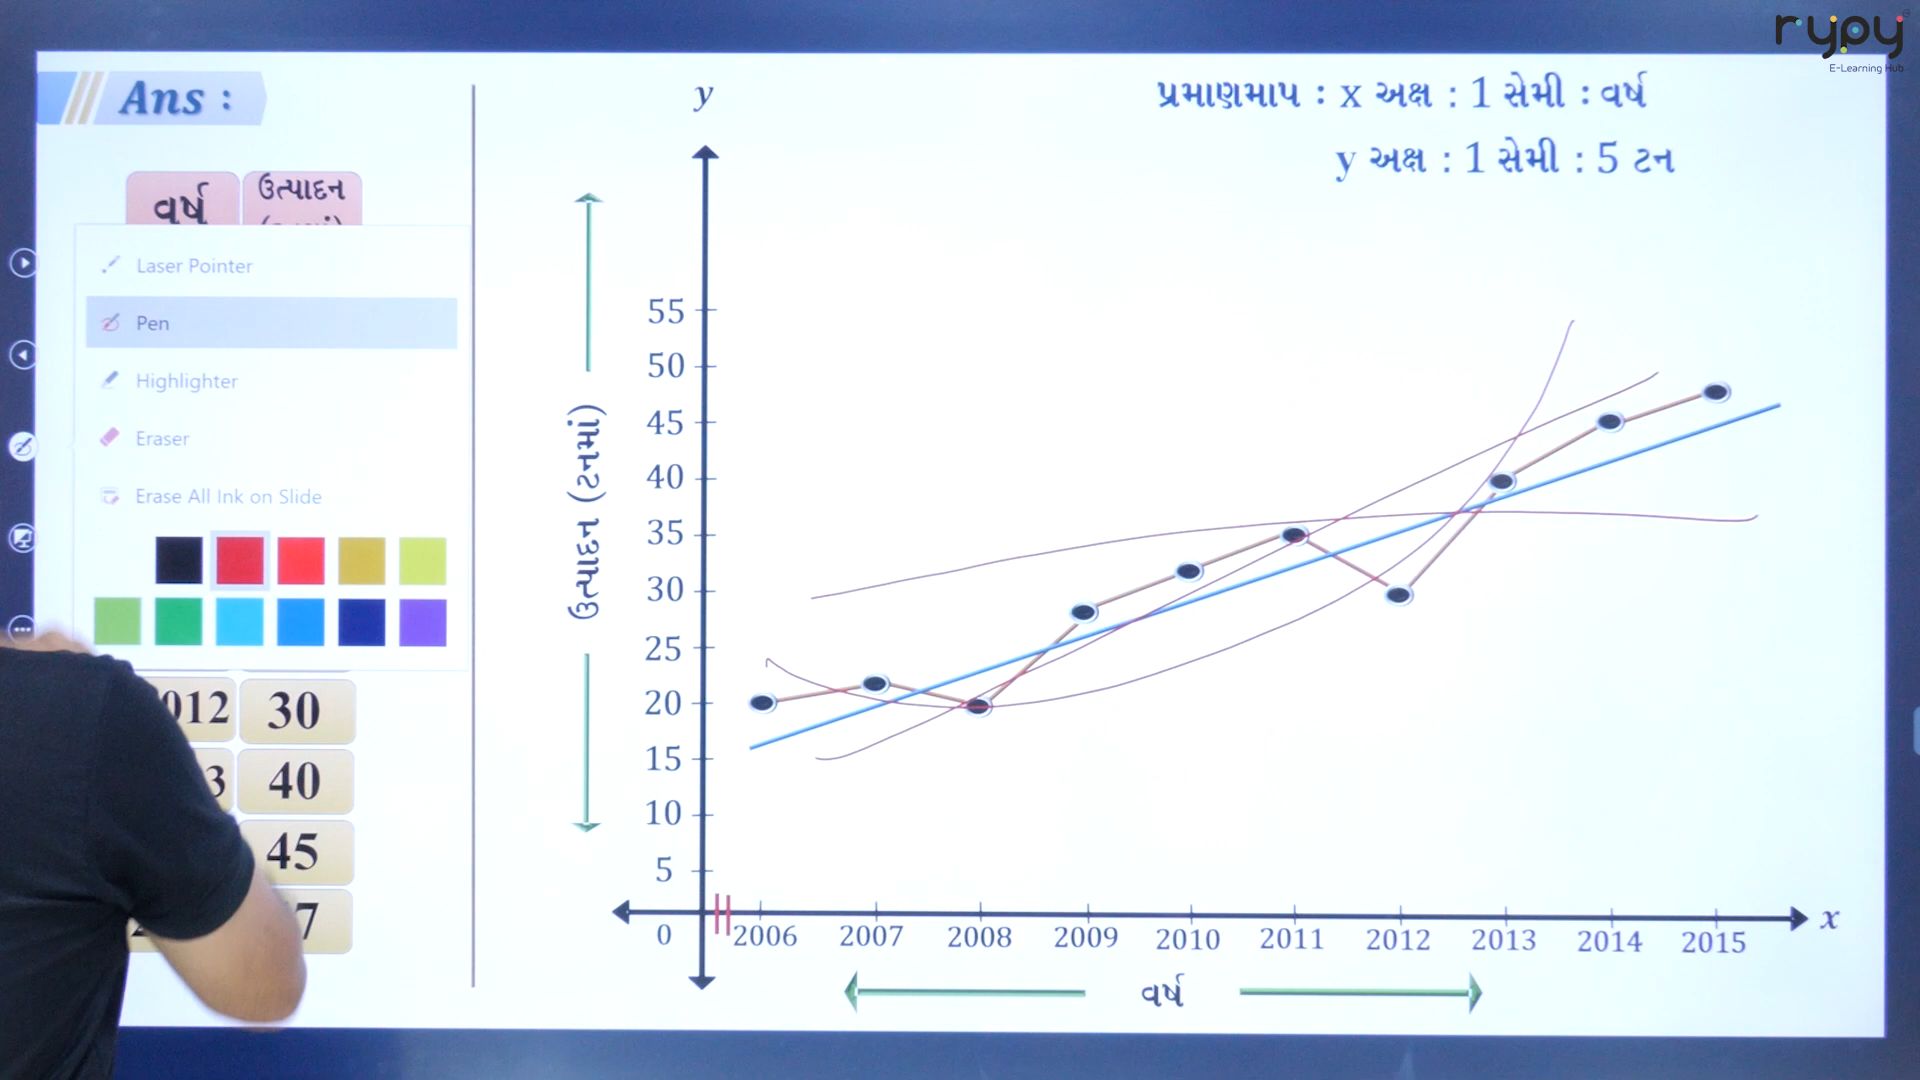 rypy
E-Learning Hub
Ans :
પ્રમાણમાપ : x અક્ષ : 1 સેમી : વર્ષ
y અક્ષ : 1 સેમી : 5 ટન
વર્ષ
ઉત્પાદન
Laser Pointer
Pen
Highlighter
Eraser
Erase All Ink on Slide
30
40
45
y
ઉત્પાદન (ટનમાં)
55
50
45
40
35
30
25
20
15
10
5
0
2006 2007 2008 2009 2010 2011 2012 2013 2014 2015
x
વર્ષ